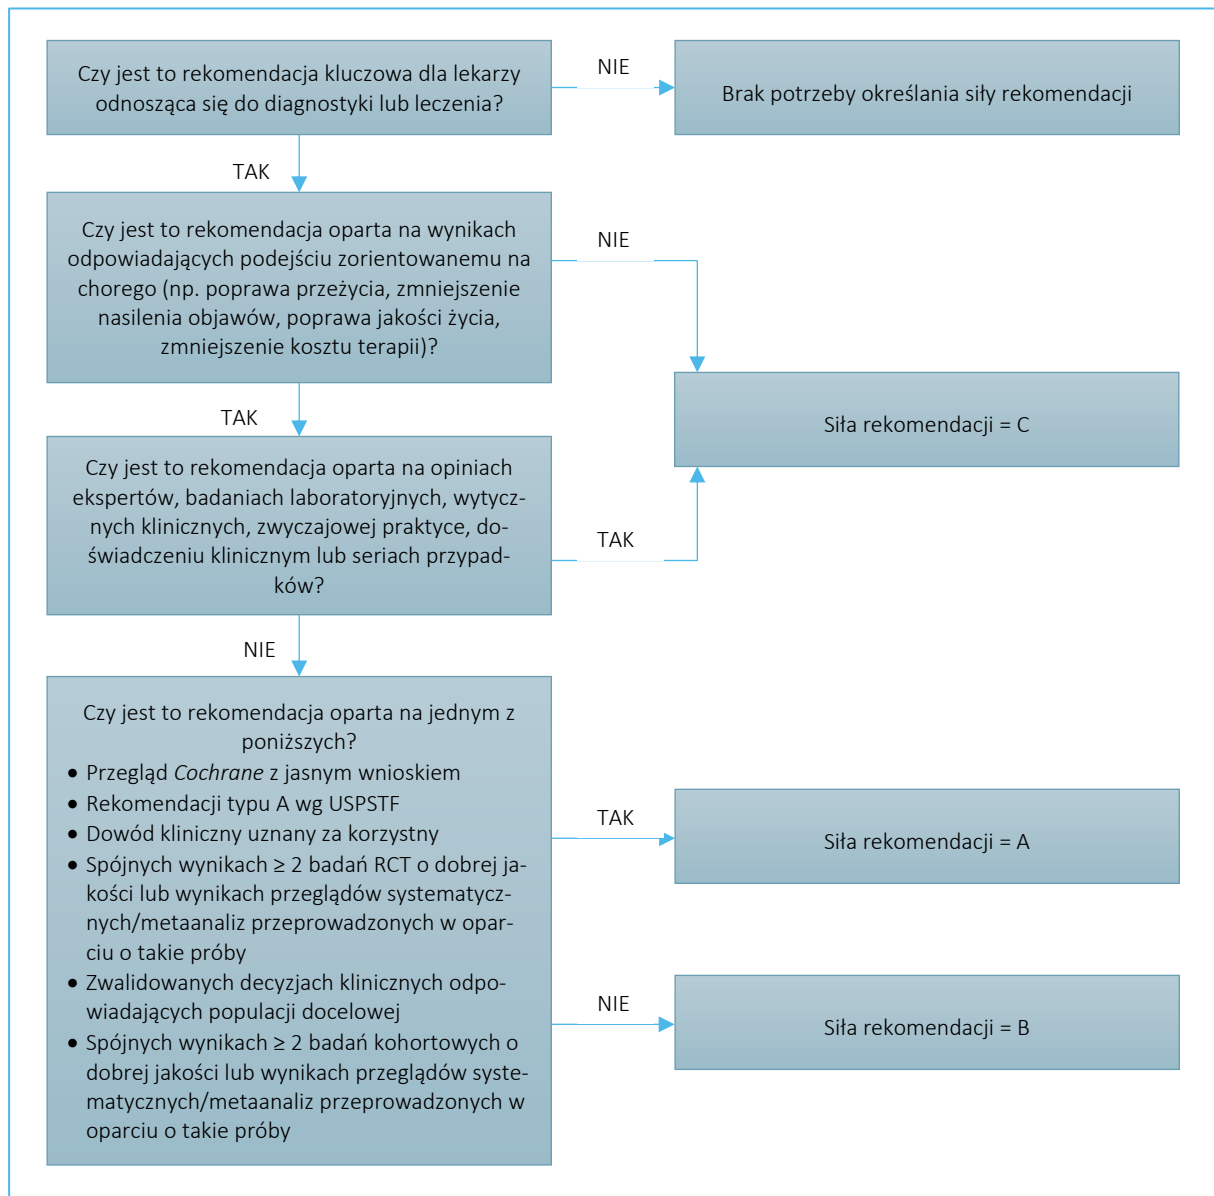 Czy jest to rekomendacja kluczowa dla lekarzy
odnosząca się do diagnostyki lub leczenia?
NIE
Brak potrzeby określania siły rekomendacji
TAK
Czy jest to rekomendacja oparta na wynikach
odpowiadających podejściu zorientowanemu na
chorego (np. poprawa przeżycia, zmniejszenie
nasilenia objawów, poprawa jakości życia,
zmniejszenie kosztu terapii)?
NIE
Siła rekomendacji = C
TAK
Czy jest to rekomendacja oparta na opiniach
ekspertów, badaniach laboratoryjnych, wytycz-
nych klinicznych, zwyczajowej praktyce, do-
świadczeniu klinicznym lub seriach przypad-
ków?
TAK
NIE
Czy jest to rekomendacja oparta na jednym z
poniższych?
• Przegląd Cochrane z jasnym wnioskiem
• Rekomendacji typu A wg USPSTF
• Dowód kliniczny uznany za korzystny
• Spójnych wynikach ≥ 2 badań RCT o dobrej ja-
kości lub wynikach przeglądów systematycz-
nych/metaanaliz przeprowadzonych w opar-
ciu o takie próby
• Zwalidowanych decyzjach klinicznych odpo-
wiadających populacji docelowej
• Spójnych wynikach ≥ 2 badań kohortowych o
dobrej jakości lub wynikach przeglądów syste-
matycznych/metaanaliz przeprowadzonych w
oparciu o takie próby
TAK
Siła rekomendacji = A
NIE
Siła rekomendacji = B